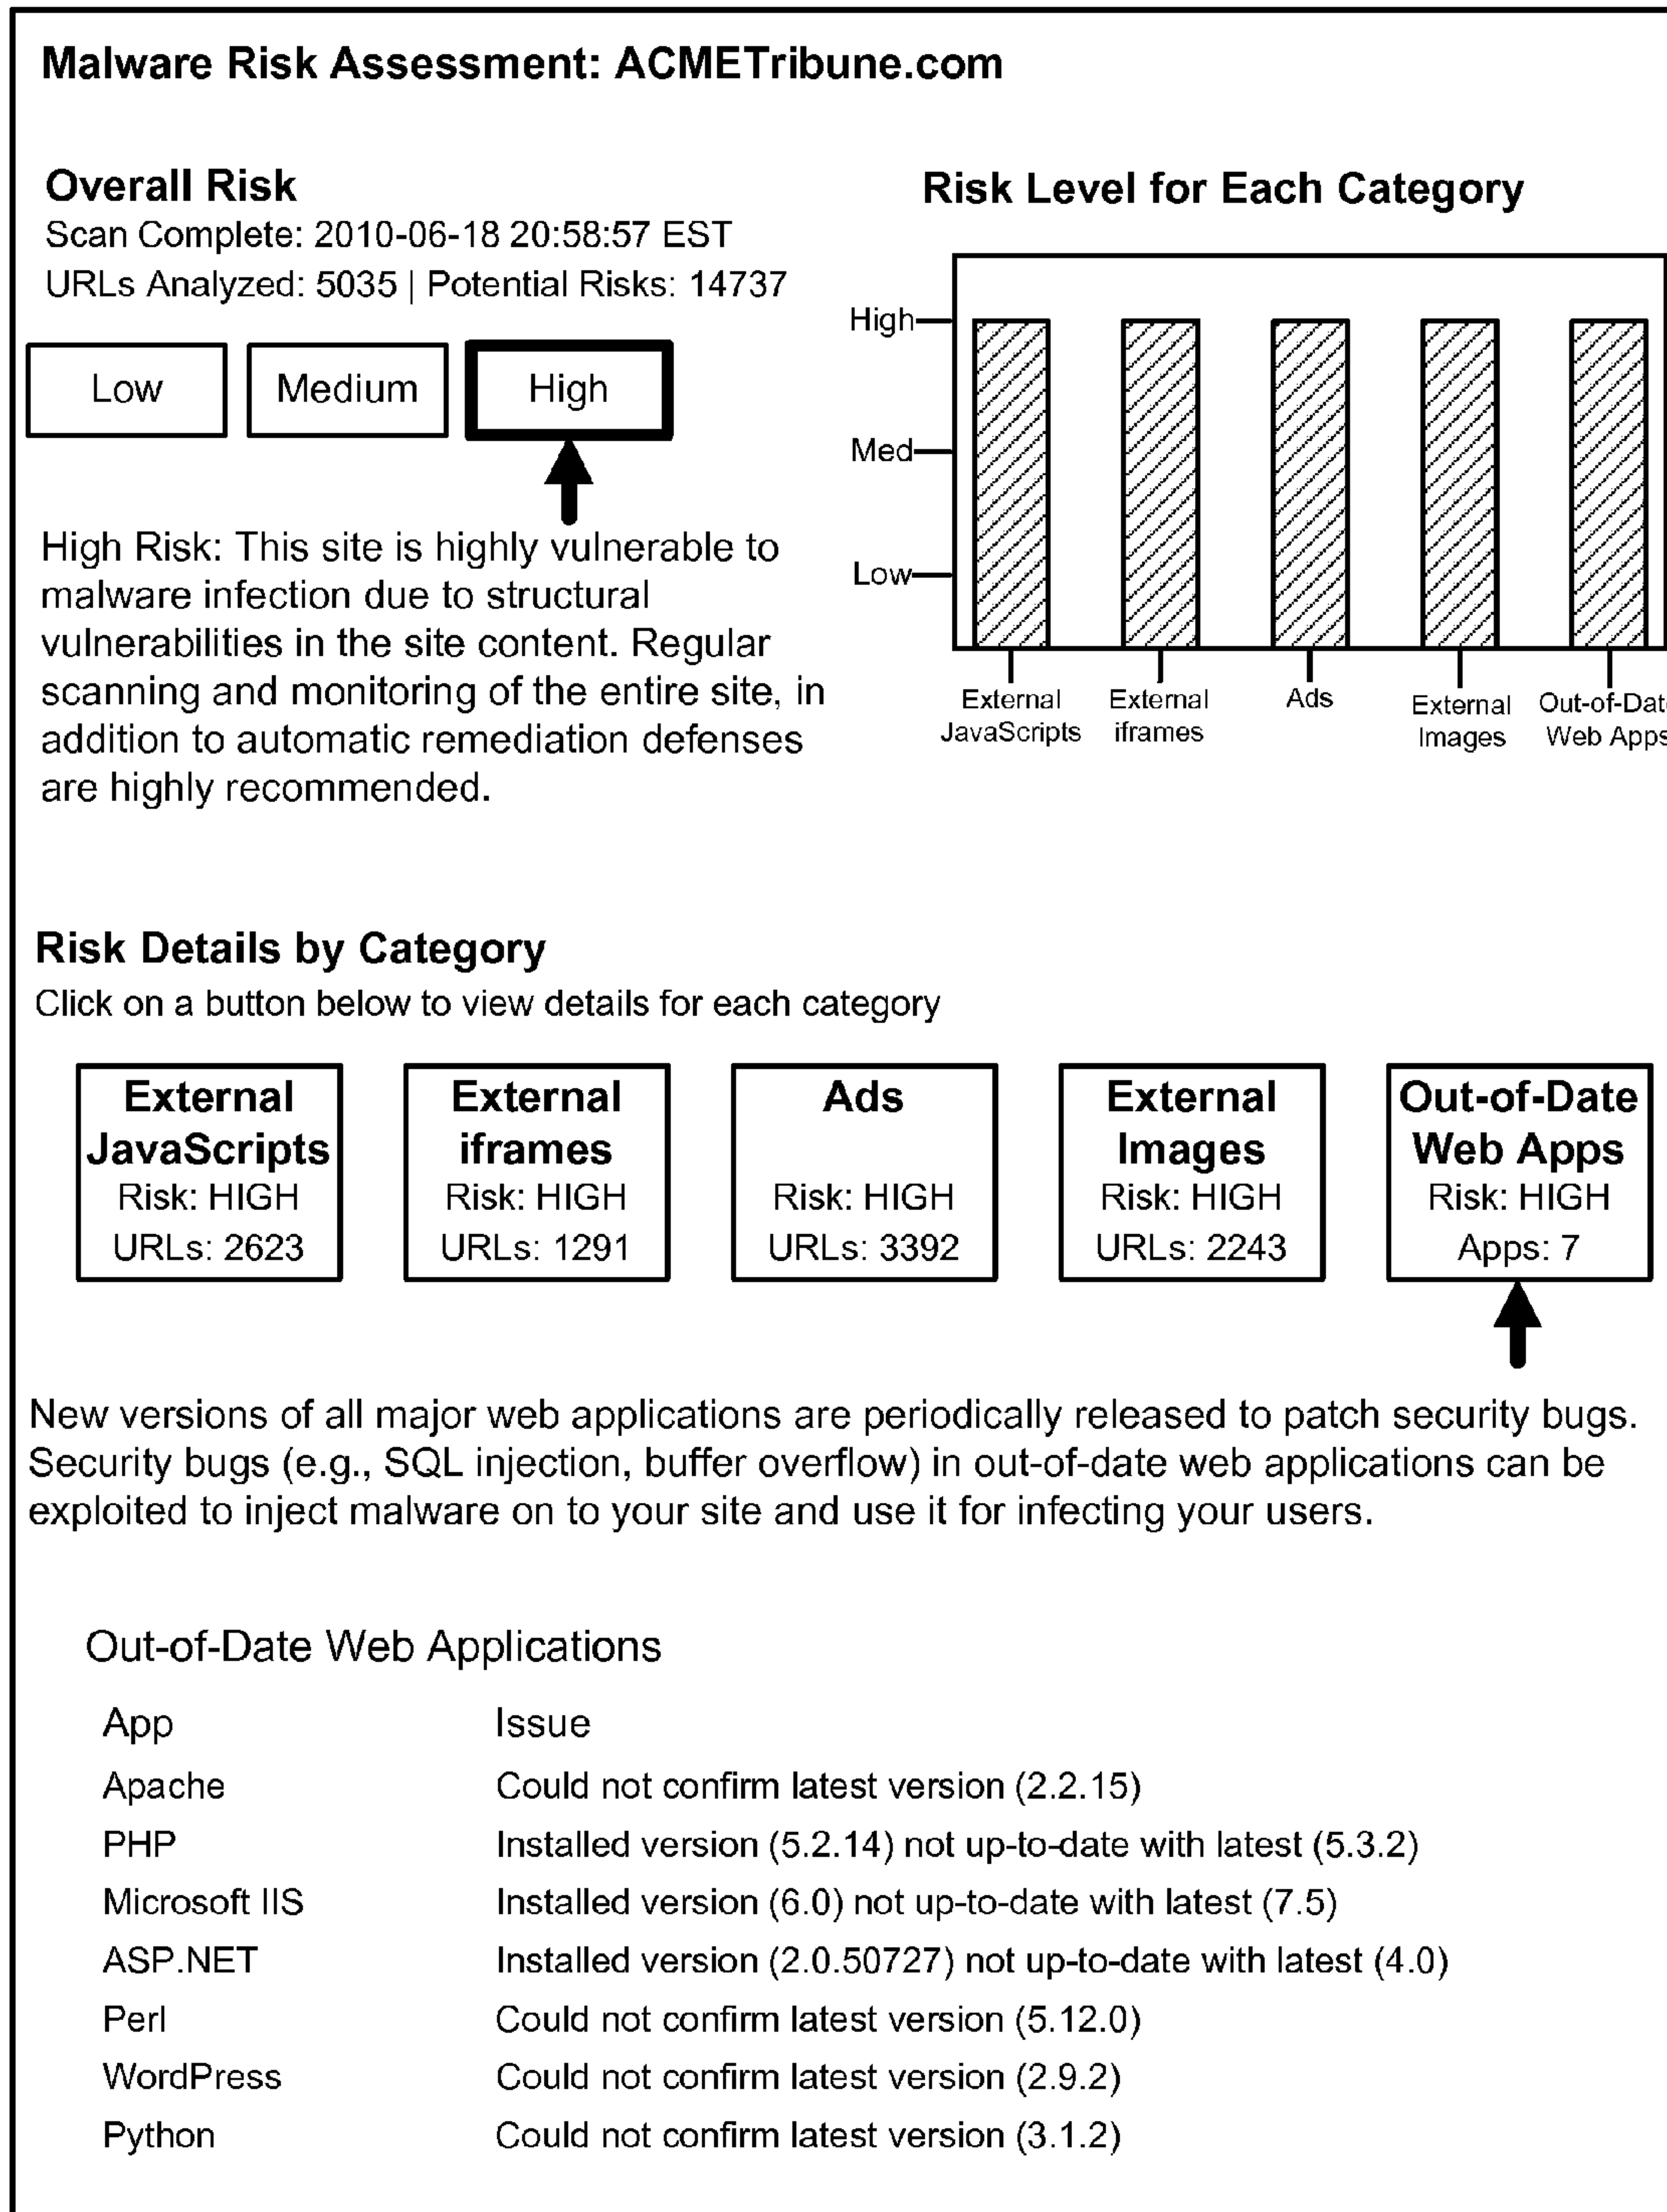 Malware Risk Assessment: ACMETribune.com
Overall Risk
Scan Complete: 2010-06-18 20:58:57 EST
URLs Analyzed: 5035 | Potential Risks: 14737
Low
Medium
High
High Risk: This site is highly vulnerable to
malware infection due to structural
vulnerabilities in the site content. Regular
scanning and monitoring of the entire site, in
addition to automatic remediation defenses
are highly recommended.
Risk Level for Each Category
High
Med
Low
External
JavaScripts
External
iframes
Ads
External
Images
Out-of-Date
Web Apps
Risk Details by Category
Click on a button below to view details for each category
External
JavaScripts
Risk: HIGH
URLs: 2623
External
iframes
Risk: HIGH
URLs: 1291
Ads
Risk: HIGH
URLs: 3392
External
Images
Risk: HIGH
URLs: 2243
Out-of-Date
Web Apps
Risk: HIGH
Apps: 7
New versions of all major web applications are periodically released to patch security bugs.
Security bugs (e.g., SQL injection, buffer overflow) in out-of-date web applications can be
exploited to inject malware on to your site and use it for infecting your users.
Out-of-Date Web Applications
App Issue
Apache Could not confirm latest version (2.2.15)
PHP Installed version (5.2.14) not up-to-date with latest (5.3.2)
Microsoft IIS Installed version (6.0) not up-to-date with latest (7.5)
ASP.NET Installed version (2.0.50727) not up-to-date with latest (4.0)
Perl Could not confirm latest version (5.12.0)
WordPress Could not confirm latest version (2.9.2)
Python Could not confirm latest version (3.1.2)